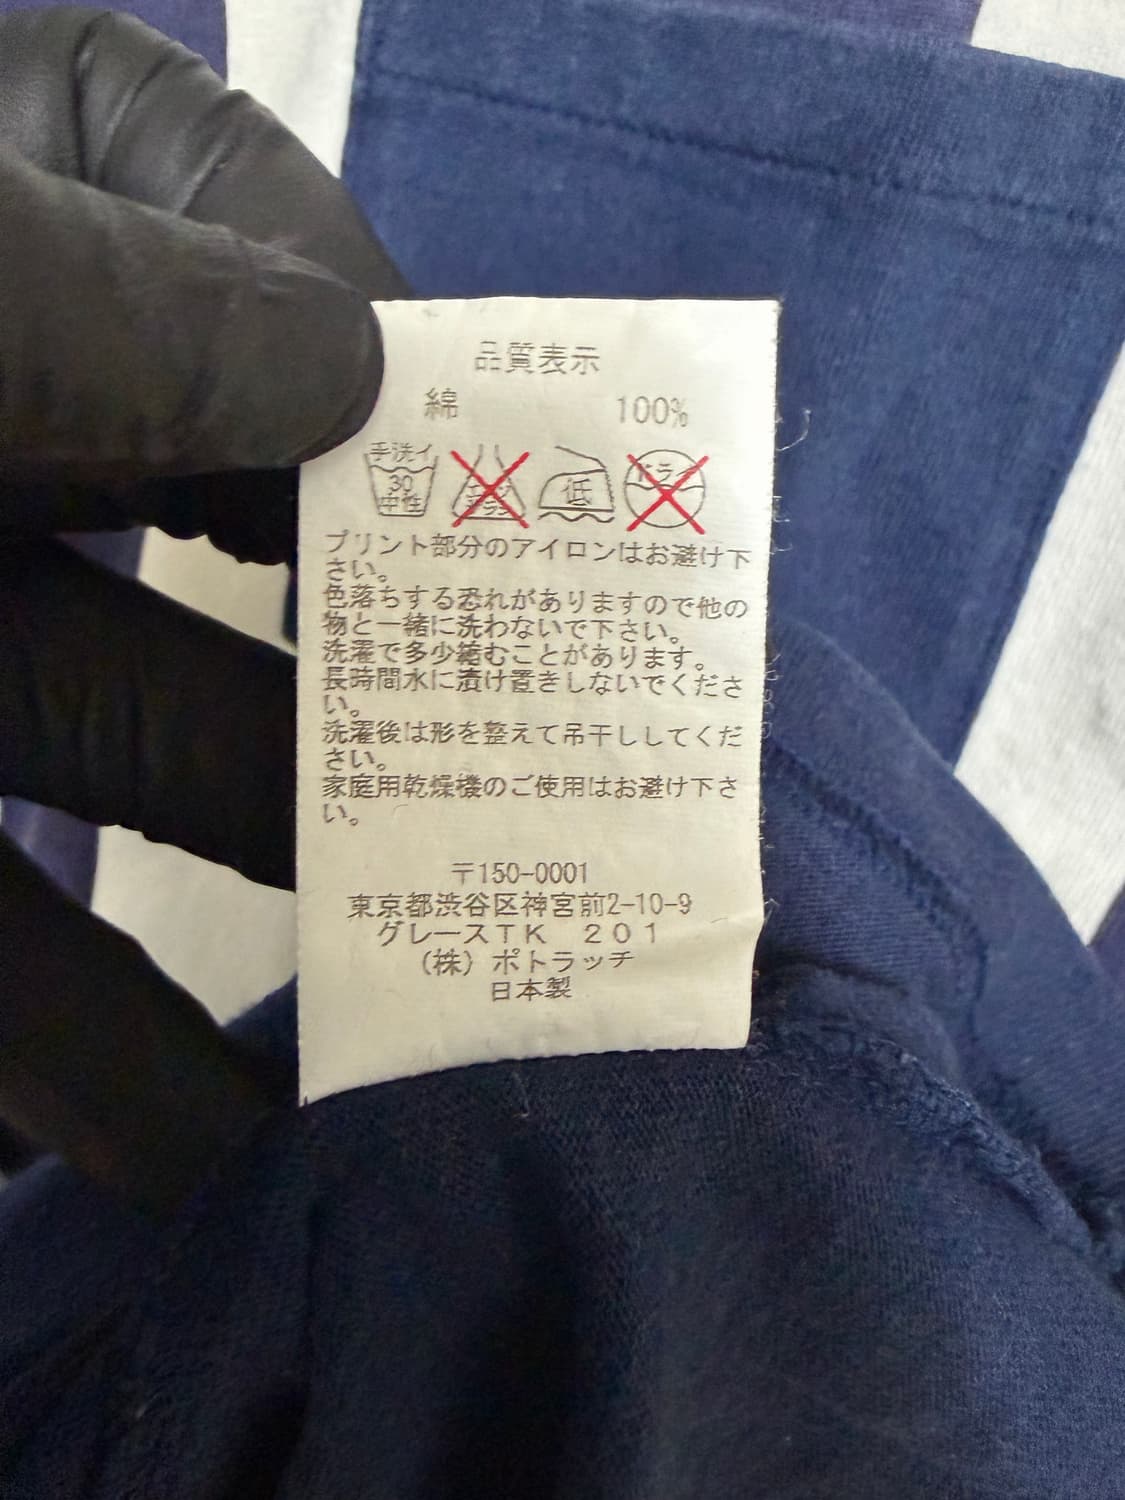 品質表示
綿 100%
手洗イ
30
中性
エンソ
サラシ
低
ドライ
プリント部分のアイロンはお避け下
さい。
色落ちする恐れがありますので他の
物と一緒に洗わないで下さい。
洗濯で多少縮むことがあります。
長時間水に漬け置きしないでくださ
い。
洗濯後は形を整えて吊干ししてくだ
さい。
家庭用乾燥機のご使用はお避け下さ
い。
〒150-0001
東京都渋谷区神宮前2-10-9
グレースTK 201
(株)ポトラッチ
日本製